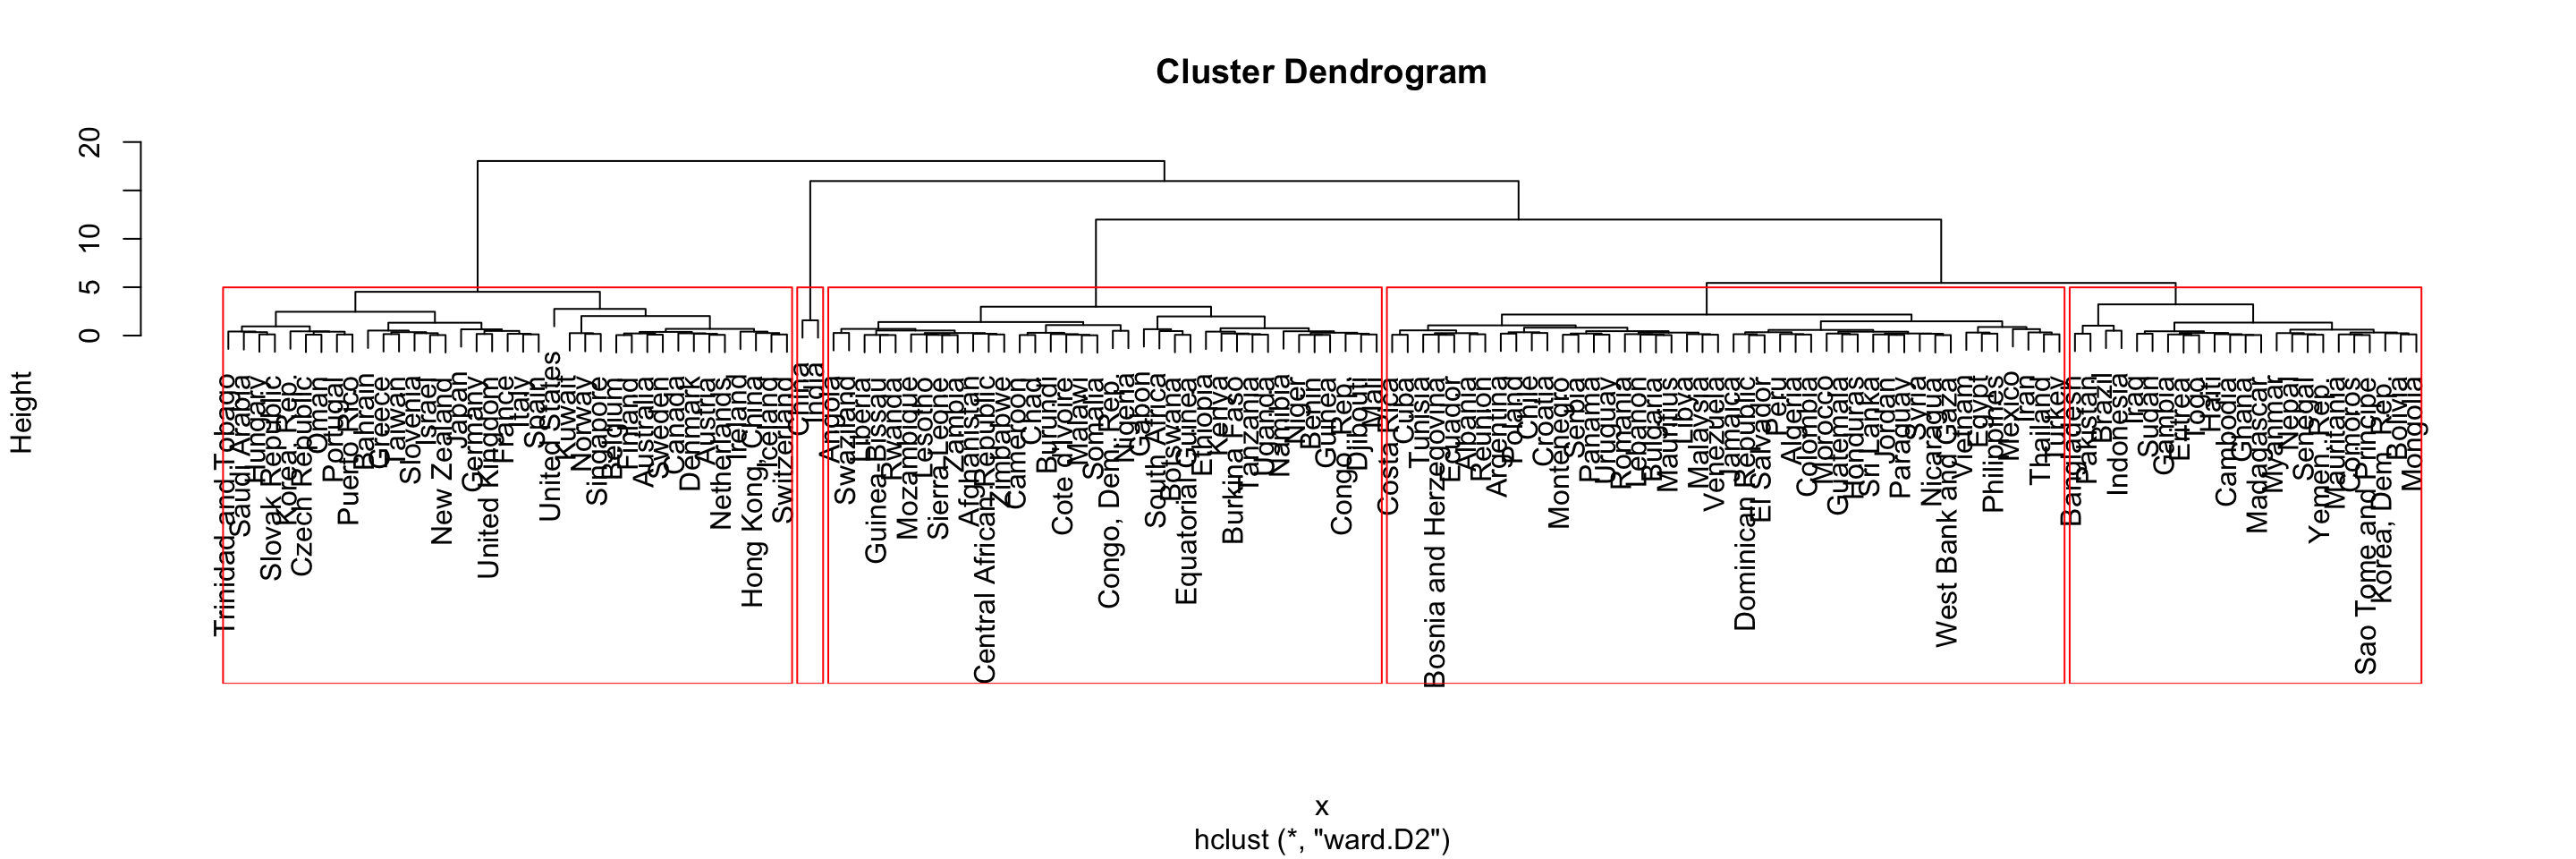 Cluster Dendrogram
Height
20
10
5
0
Trinidad and Tobago
Saudi Arabia
Hungary
Slovak Republic
Korea, Rep.
Czech Republic
Oman
Portugal
Puerto Rico
Bahrain
Greece
Taiwan
Slovenia
Israel
New Zealand
Japan
Germany
United Kingdom
France
Italy
Spain
United States
Kuwait
Norway
Singapore
Belgium
Finland
Australia
Sweden
Canada
Denmark
Austria
Netherlands
Ireland
Hong Kong, China
Iceland
Switzerland
China
India
Angola
Swaziland
Liberia
Guinea-Bissau
Rwanda
Mozambique
Lesotho
Sierra Leone
Zambia
Afghanistan
Central African Republic
Zimbabwe
Cameroon
Chad
Burundi
Cote d'Ivoire
Malawi
Somalia
Congo, Dem. Rep.
Nigeria
Gabon
South Africa
Botswana
Equatorial Guinea
Ethiopia
Kenya
Burkina Faso
Tanzania
Uganda
Namibia
Niger
Benin
Guinea
Congo, Rep.
Djibouti
Mali
Costa Rica
Cuba
Tunisia
Bosnia and Herzegovina
Ecuador
Albania
Reunion
Argentina
Poland
Chile
Croatia
Montenegro
Serbia
Panama
Uruguay
Romania
Lebanon
Bulgaria
Mauritius
Libya
Malaysia
Venezuela
Jamaica
Dominican Republic
El Salvador
Peru
Algeria
Colombia
Morocco
Guatemala
Honduras
Sri Lanka
Jordan
Paraguay
Syria
Nicaragua
West Bank and Gaza
Vietnam
Egypt
Philippines
Mexico
Iran
Thailand
Turkey
Bangladesh
Pakistan
Brazil
Indonesia
Iraq
Sudan
Gambia
Eritrea
Togo
Haiti
Cambodia
Ghana
Madagascar
Myanmar
Nepal
Senegal
Yemen, Rep.
Mauritania
Comoros
Sao Tome and Principe
Korea, Dem. Rep.
Bolivia
Mongolia
x
hclust (*, "ward.D2")